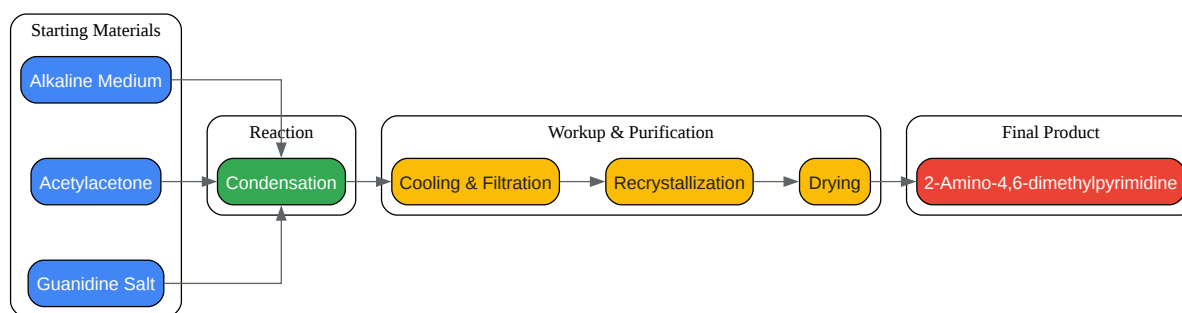 Starting Materials
Alkaline Medium
Acetylacetone
Guanidine Salt
Reaction
Condensation
Workup & Purification
Cooling & Filtration
Recrystallization
Drying
Final Product
2-Amino-4,6-dimethylpyrimidine